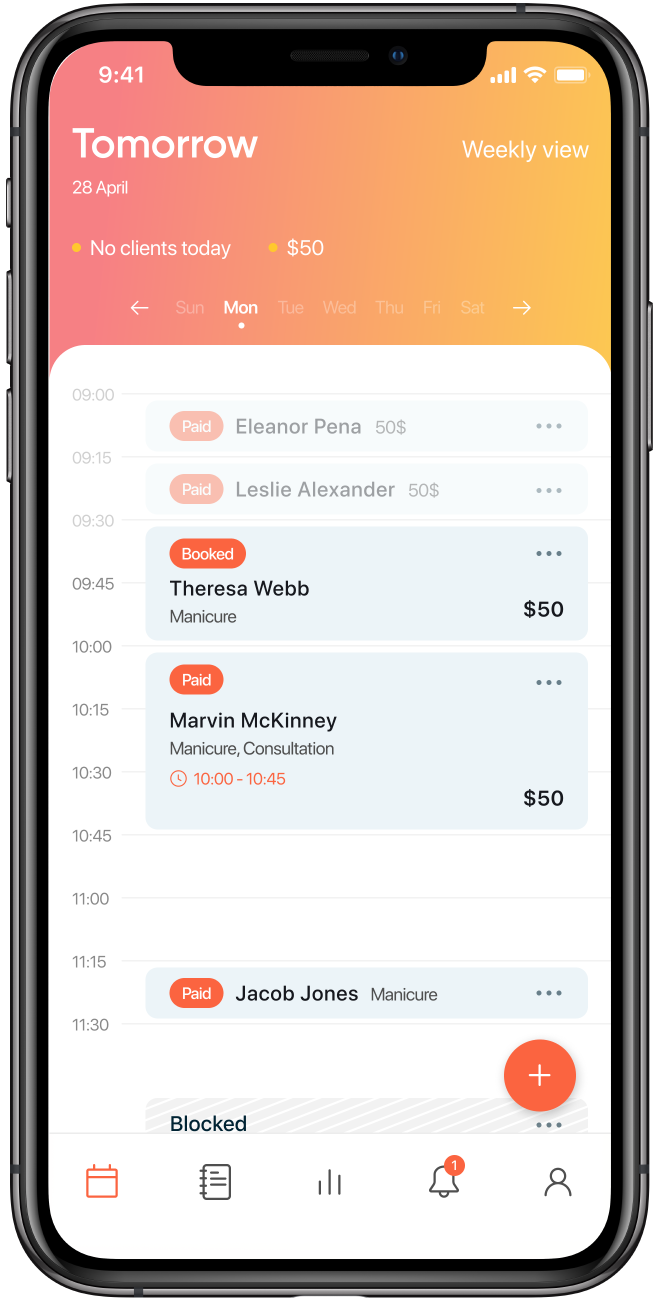 9:41
Tomorrow
Weekly view
28 April
No clients today $50
Sun Mon Tue Wed Thu Fri Sat
09:00
Paid Eleanor Pena 50$
09:15
Paid Leslie Alexander 50$
09:30
Booked
09:45
Theresa Webb
Manicure
$50
10:00
Paid
10:15
Marvin McKinney
Manicure, Consultation
10:30
10:00 - 10:45
$50
10:45
11:00
11:15
Paid Jacob Jones Manicure
11:30
Blocked
1